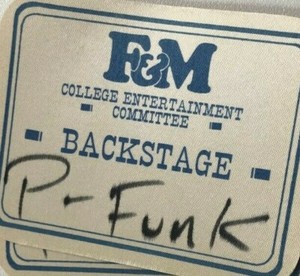 F&M
COLLEGE ENTERTAINMENT
COMMITTEE
BACKSTAGE
P-Funk